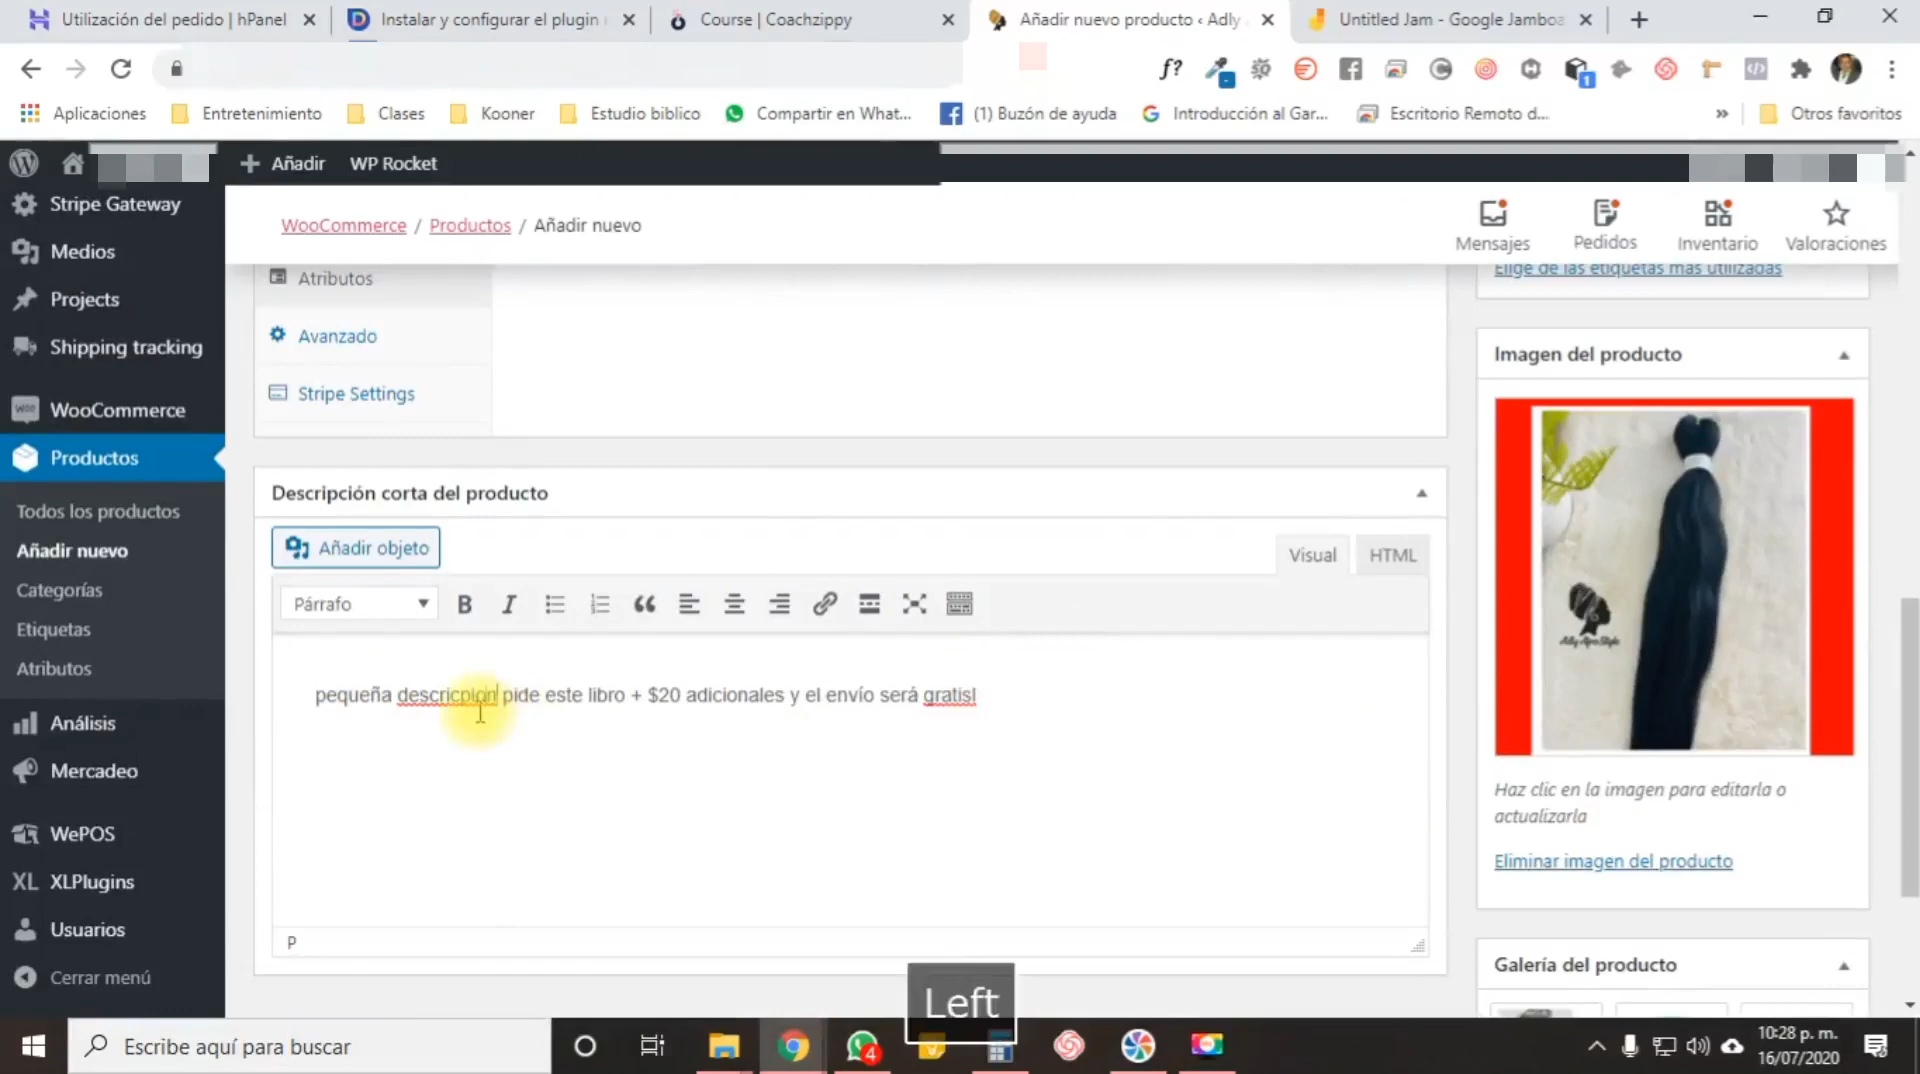 Utilización del pedido | hPanel
Instalar y configurar el plugin
Course | Coachzippy
Añadir nuevo producto ‹ Adly
Untitled Jam - Google Jamboa
f?
1
Aplicaciones
Entretenimiento
Clases
Kooner
Estudio biblico
Compartir en What...
(1) Buzón de ayuda
Introducción al Gar...
Escritorio Remoto d...
»
Otros favoritos
Añadir
WP Rocket
Stripe Gateway
Medios
Projects
Shipping tracking
WooCommerce
Productos
Todos los productos
Añadir nuevo
Categorías
Etiquetas
Atributos
Análisis
Mercadeo
WePOS
XL XLPlugins
Usuarios
Cerrar menú
WooCommerce / Productos / Añadir nuevo
Mensajes
Pedidos
Inventario
Valoraciones
Atributos
Avanzado
Stripe Settings
Descripción corta del producto
Añadir objeto
Visual
HTML
Párrafo
B
I
pequeña descricpion pide este libro + $20 adicionales y el envío será gratis!
P
Elige de las etiquetas más utilizadas
Imagen del producto
Adly Afro Style
Haz clic en la imagen para editarla o
actualizarla
Eliminar imagen del producto
Galería del producto
Left
Escribe aquí para buscar
4
10:28 p. m.
16/07/2020